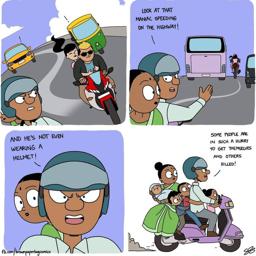 LOOK AT THAT
MANIAC SPEEDING
ON THE HIGHWAY!
AND HE'S NOT EVEN
WEARING A
HELMET!
SOME PEOPLE ARE
IN SUCH A HURRY
TO GET THEMSELVES
AND OTHERS
KILLED!